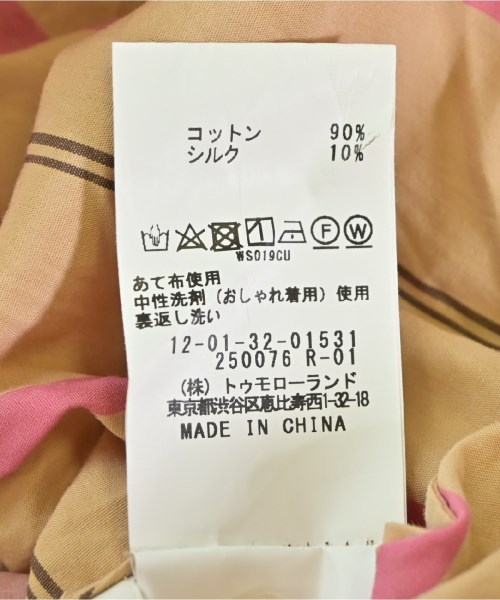 コットン 90%
シルク 10%
F W
WS019CU
あて布使用
中性洗剤（おしゃれ着用）使用
裏返し洗い
12-01-32-01531
250076 R-01
（株）トゥモローランド
東京都渋谷区恵比寿西1-32-18
MADE IN CHINA